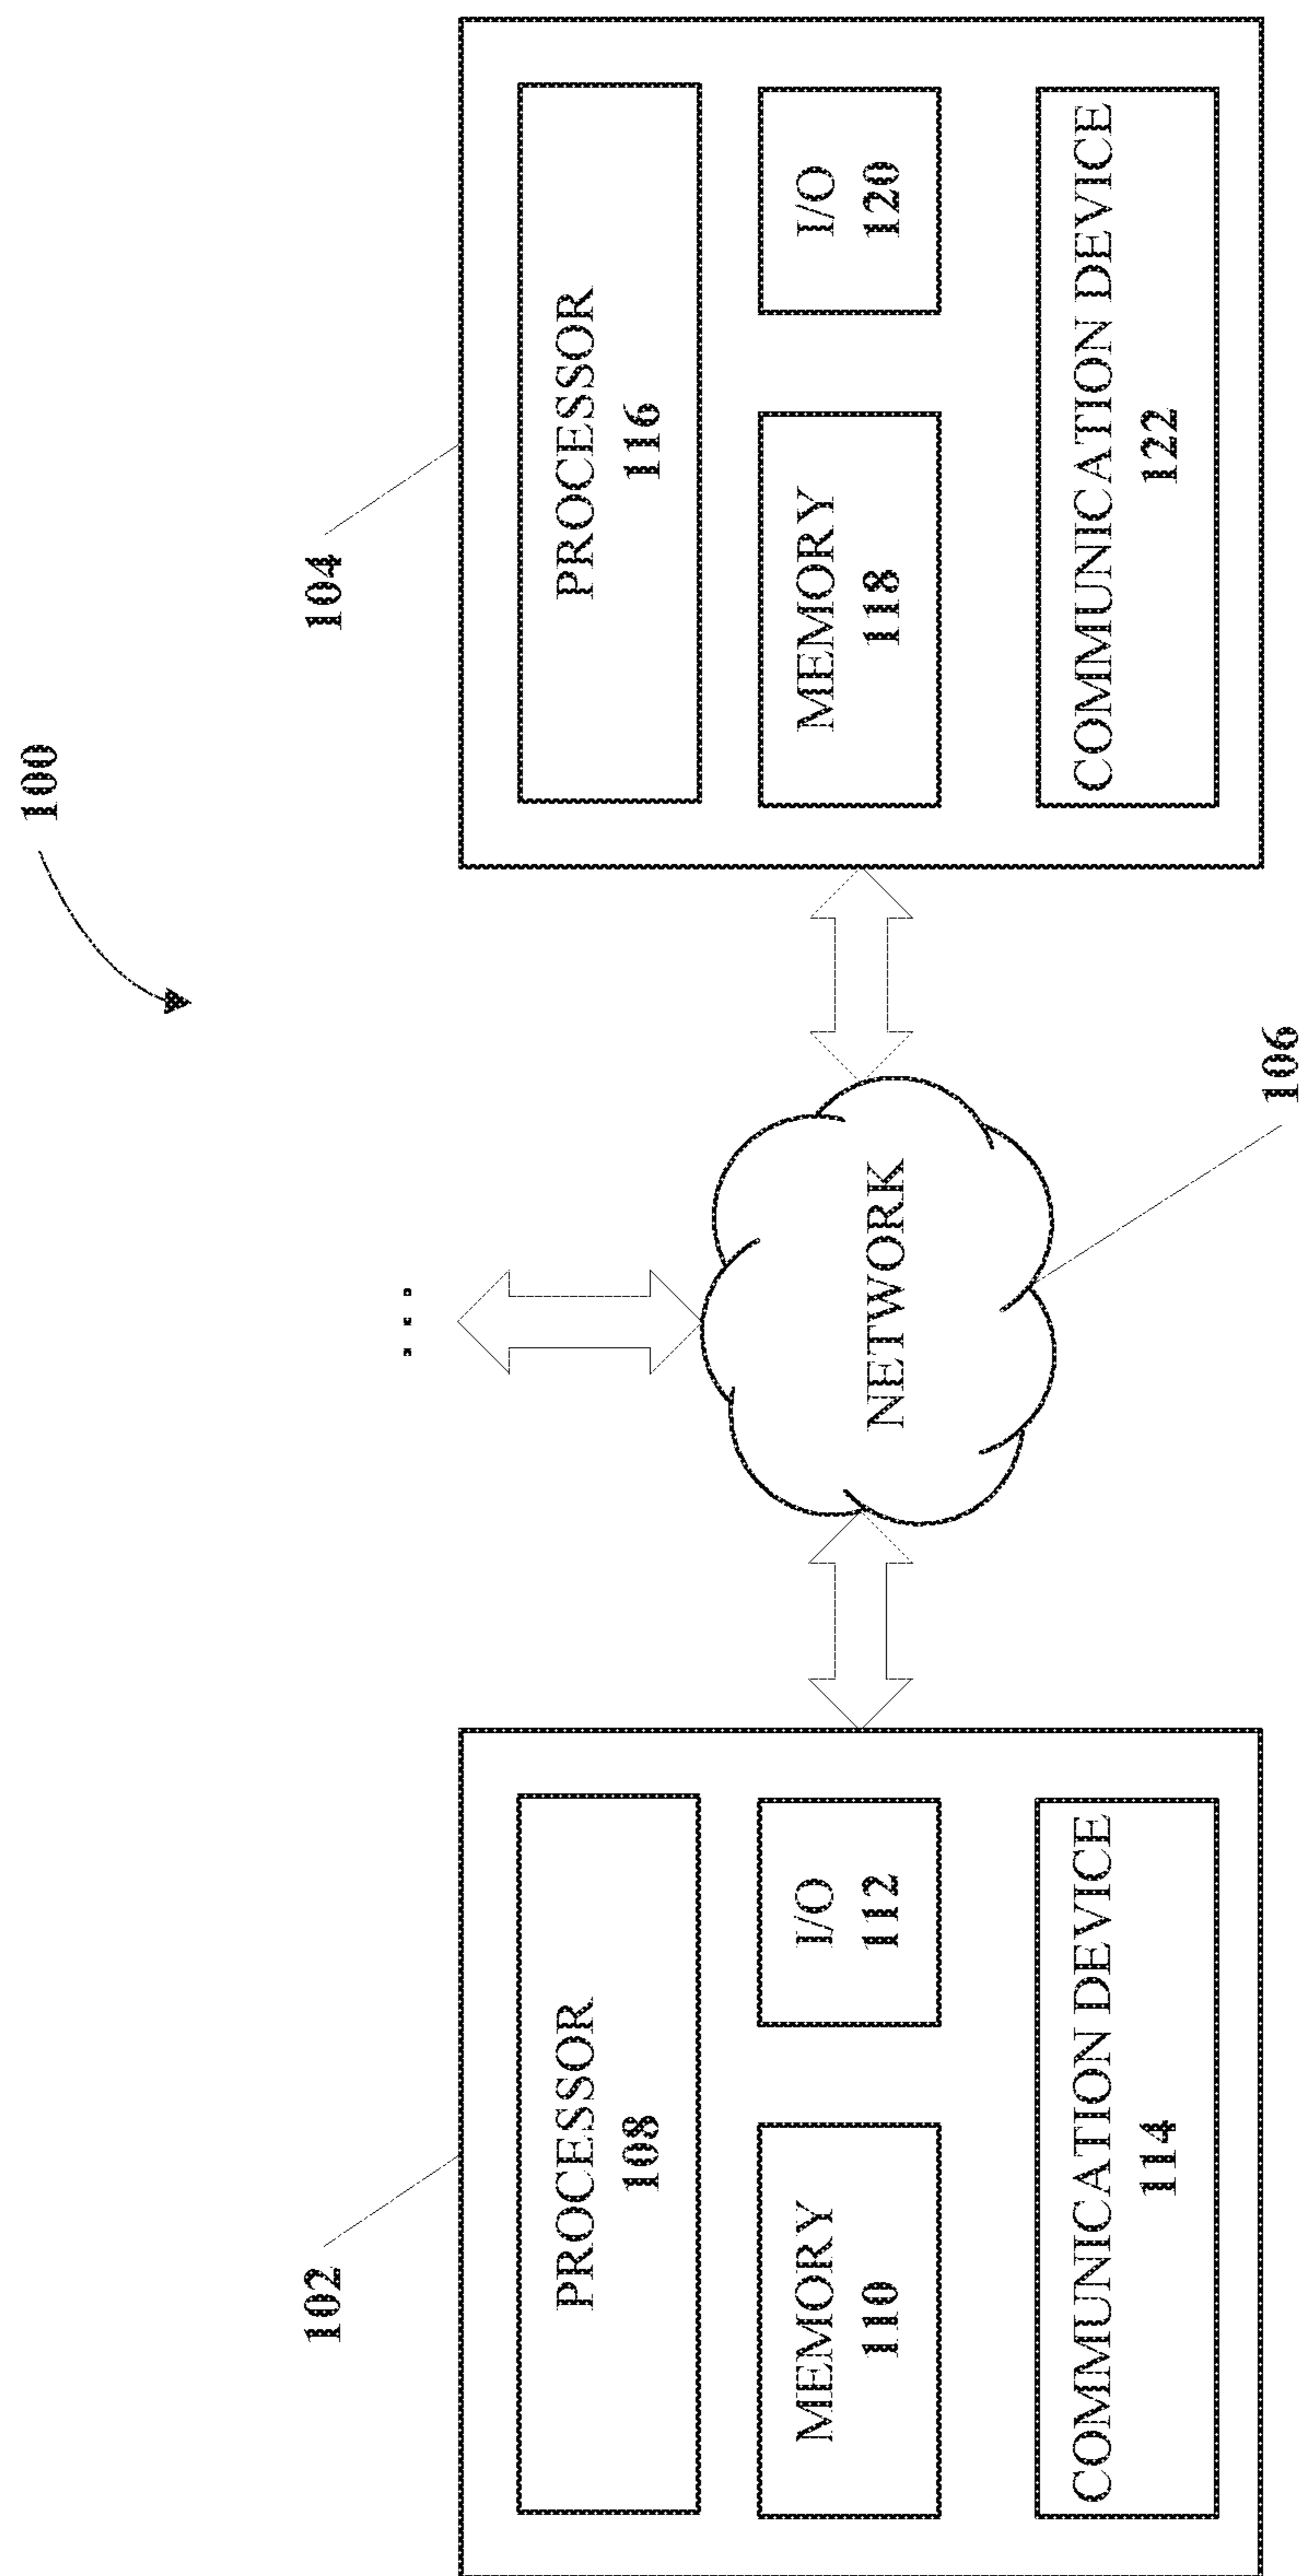 100
102
PROCESSOR
108
MEMORY
110
I/O
112
COMMUNICATION DEVICE
114
...
NETWORK
106
104
PROCESSOR
116
MEMORY
118
I/O
120
COMMUNICATION DEVICE
122